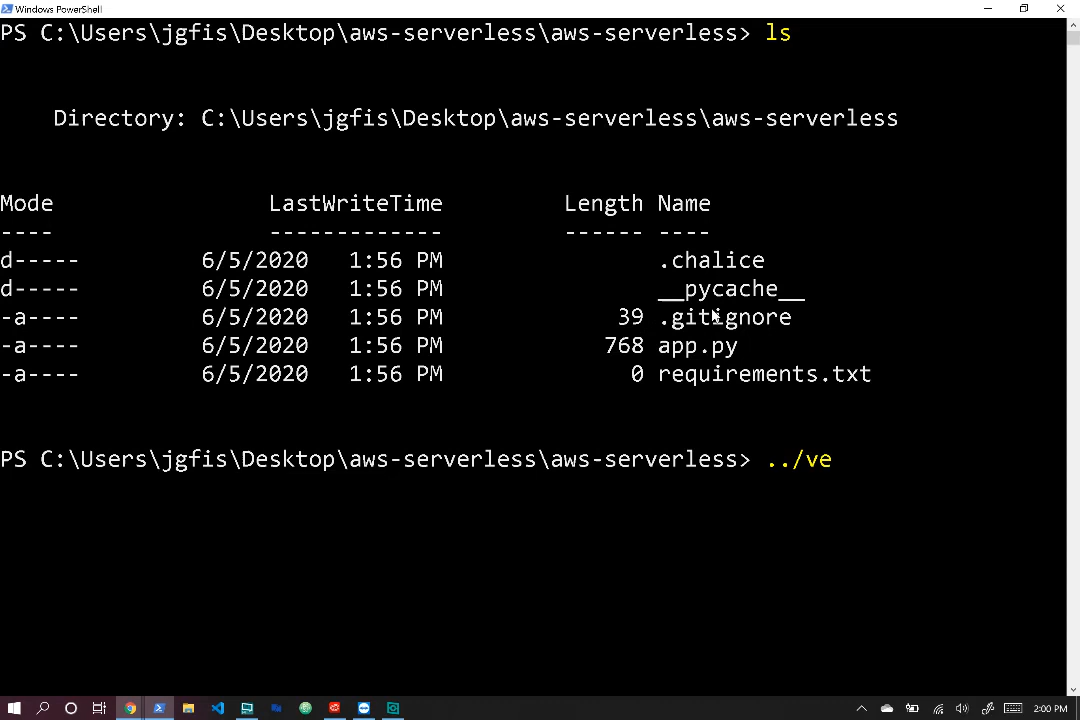 Windows PowerShell
PS C:\Users\jgfis\Desktop\aws-serverless\aws-serverless> ls
Directory: C:\Users\jgfis\Desktop\aws-serverless\aws-serverless
Mode LastWriteTime Length Name
---- ------------- ------ ----
d----- 6/5/2020 1:56 PM .chalice
d----- 6/5/2020 1:56 PM __pycache__
-a---- 6/5/2020 1:56 PM 39 .gitignore
-a---- 6/5/2020 1:56 PM 768 app.py
-a---- 6/5/2020 1:56 PM 0 requirements.txt
PS C:\Users\jgfis\Desktop\aws-serverless\aws-serverless> ../ve
2:00 PM